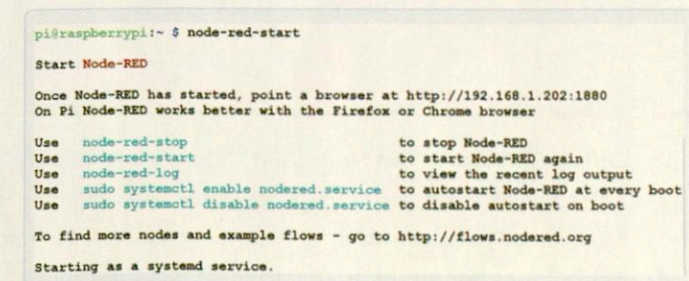 pi@raspberrypi:~ $ node-red-start
Start Node-RED
Once Node-RED has started, point a browser at http://192.168.1.202:1880
On Pi Node-RED works better with the Firefox or Chrome browser
Use node-red-stop to stop Node-RED
Use node-red-start to start Node-RED again
Use node-red-log to view the recent log output
Use sudo systemctl enable nodered.service to autostart Node-RED at every boot
Use sudo systemctl disable nodered.service to disable autostart on boot
To find more nodes and example flows - go to http://flows.nodered.org
Starting as a systemd service.